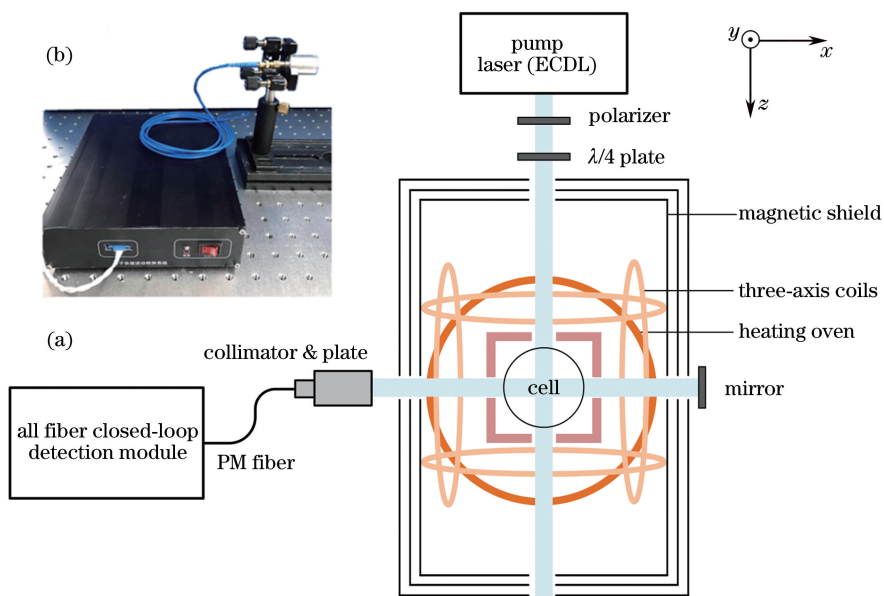 (b)
pump
laser (ECDL)
y
x
z
polarizer
λ/4 plate
magnetic shield
three-axis coils
heating oven
(a)
collimator & plate
cell
mirror
all fiber closed-loop
detection module
PM fiber